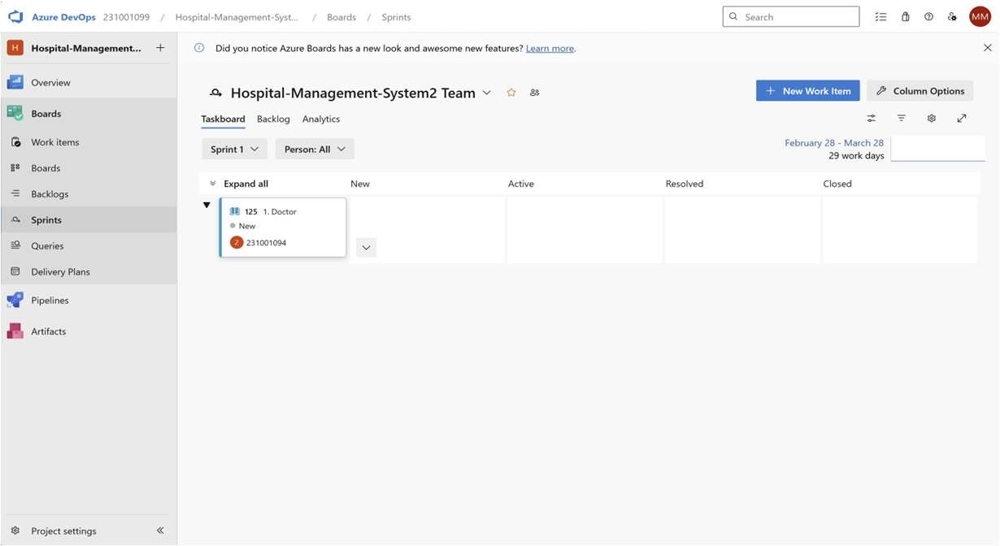 Azure DevOps 231001099 / Hospital-Management-Syst... / Boards / Sprints
Search
MM
H Hospital-Management...
Did you notice Azure Boards has a new look and awesome new features? Learn more.
Overview
Boards
Work items
Boards
Backlogs
Sprints
Queries
Delivery Plans
Pipelines
Artifacts
Project settings
Hospital-Management-System2 Team
New Work Item
Column Options
Taskboard Backlog Analytics
Sprint 1
Person: All
February 28 - March 28
29 work days
Expand all New Active Resolved Closed
125 1. Doctor
New
2 231001094